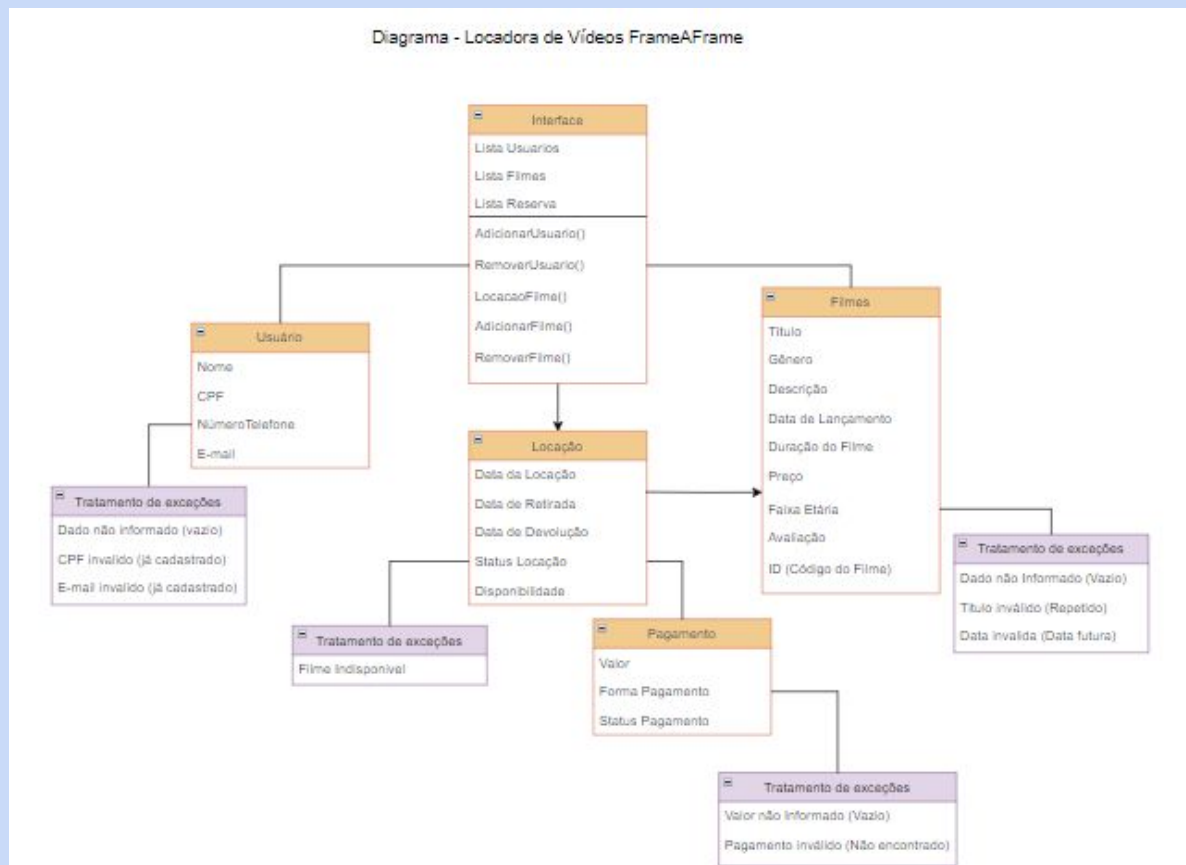 Diagrama - Locadora de Vídeos FrameAFrame
Interface
Lista Usuarios
Lista Filmes
Lista Reserva
AdicionarUsuario()
RemoverUsuario()
LocacaoFilme()
AdicionarFilme()
RemoverFilme()
Usuário
Nome
CPF
NúmeroTelefone
E-mail
Tratamento de exceções
Dado não informado (vazio)
CPF invalido (já cadastrado)
E-mail invalido (já cadastrado)
Filmes
Título
Gênero
Descrição
Data de Lançamento
Duração do Filme
Preço
Faixa Etária
Avaliação
ID (Código do Filme)
Tratamento de exceções
Dado não Informado (Vazio)
Título inválido (Repetido)
Data invalida (Data futura)
Locação
Data da Locação
Data de Retirada
Data de Devolução
Status Locação
Disponibilidade
Tratamento de exceções
Filme Indisponivel
Pagamento
Valor
Forma Pagamento
Status Pagamento
Tratamento de exceções
Valor não Informado (Vazio)
Pagamento inválido (Não encontrado)